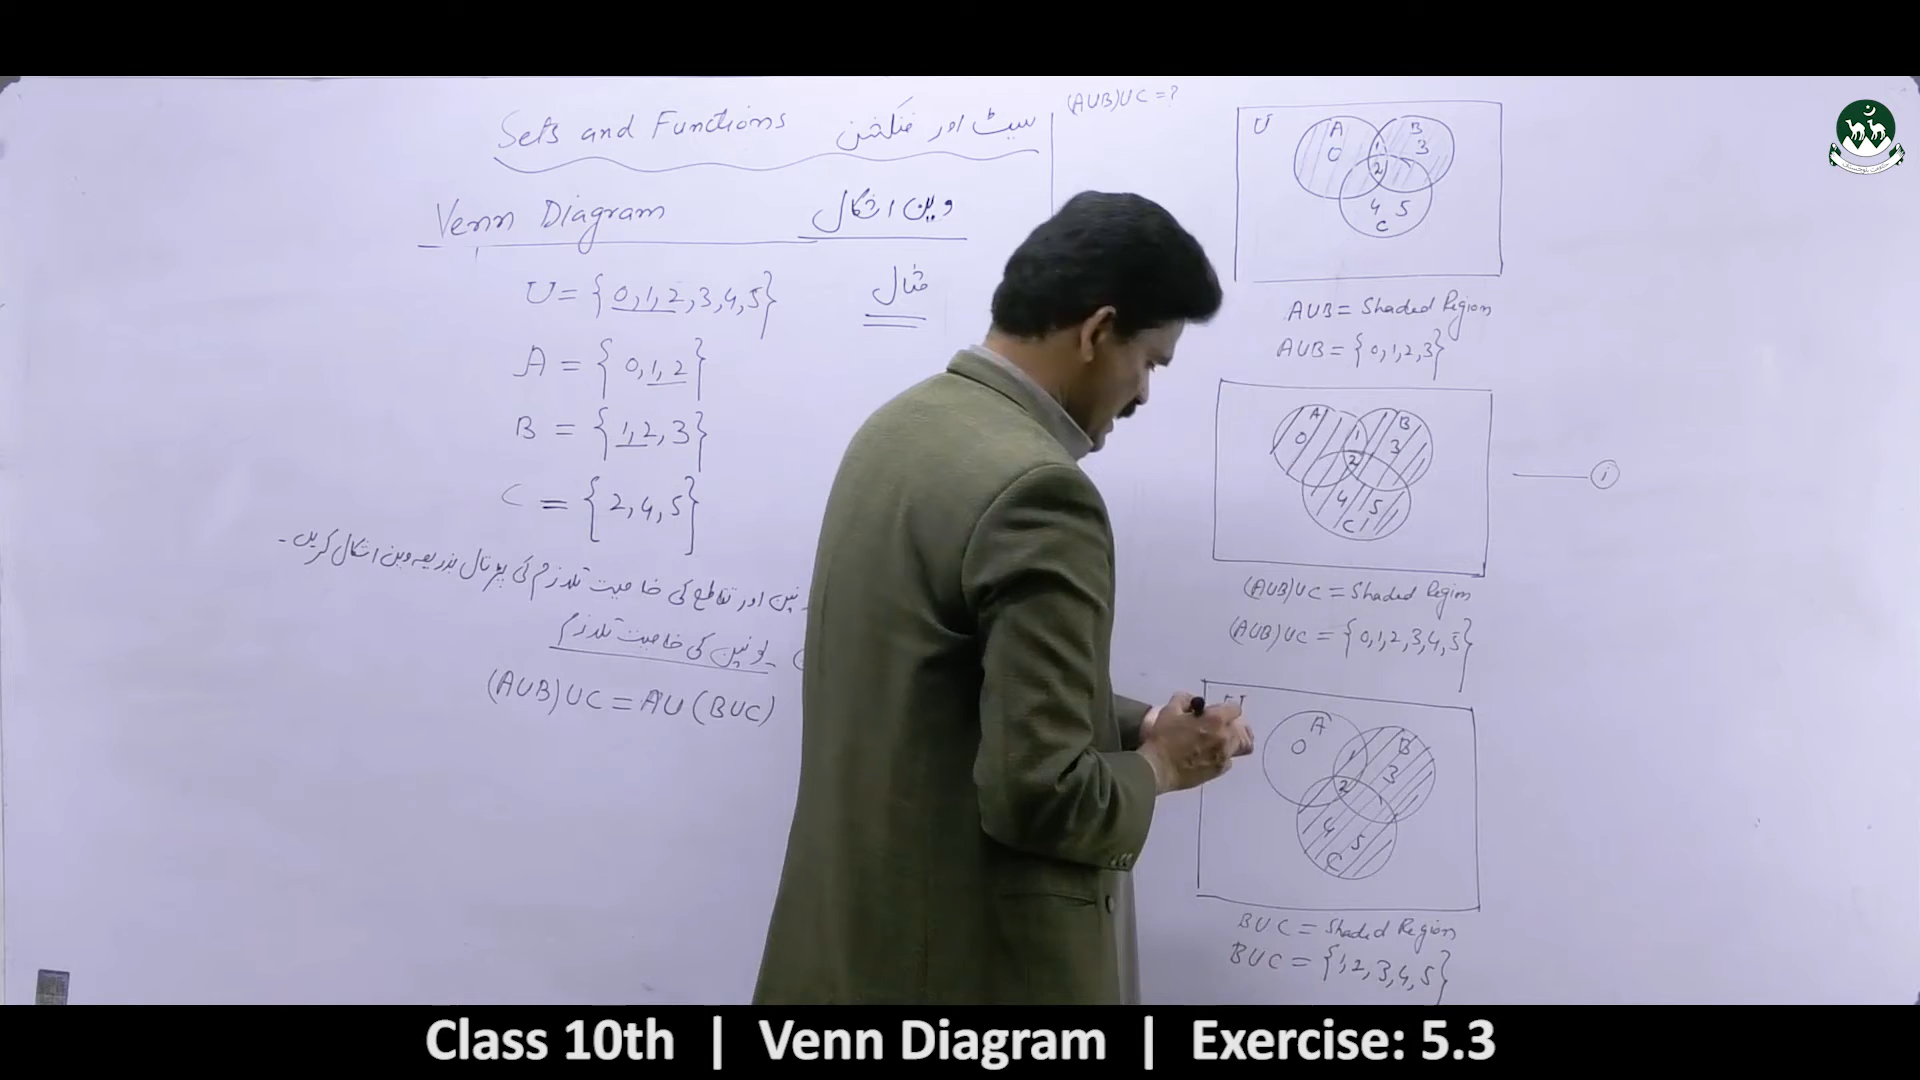 Sets and Functions سیٹ اور فنکشن
Venn Diagram وین اشکال
U = {0,1,2,3,4,5} مثال
A = {0,1,2}
B = {1,2,3}
C = {2,4,5}
اور تقاطع کی خاصیت تلازم کی پڑتال بذریعہ وین اشکال کریں۔
یونین کی خاصیت تلازم
(AUB)UC = AU(BUC)
(AUB)UC = ?
U A B
0 1 3
2
4 5
C
AUB = Shaded Region
AUB = {0,1,2,3}
A B
0 1 3
2
4 5
C
i
(AUB)UC = Shaded Region
(AUB)UC = {0,1,2,3,4,5}
A B
0 1 3
2
4 5
C
BUC = Shaded Region
BUC = {1,2,3,4,5}
Class 10th | Venn Diagram | Exercise: 5.3